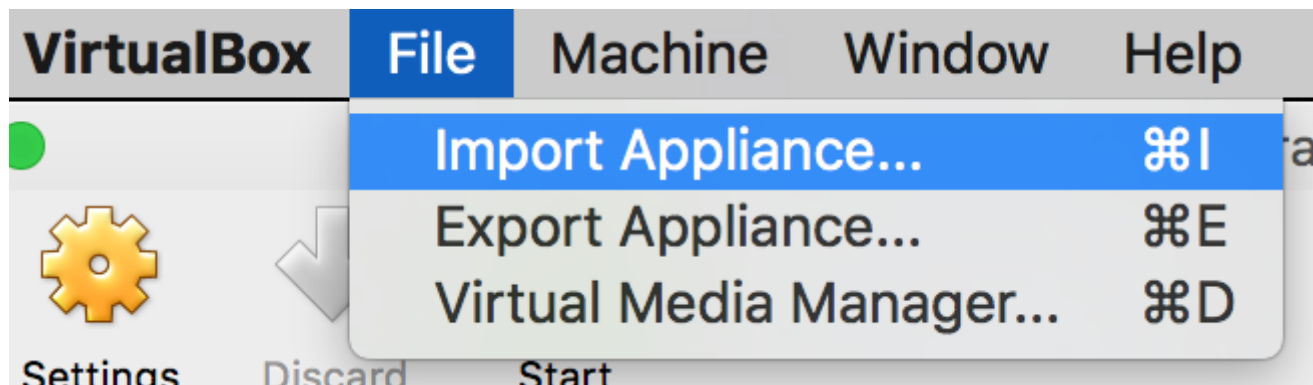 VirtualBox File Machine Window Help
Import Appliance... ⌘I
Export Appliance... ⌘E
Virtual Media Manager... ⌘D
Settings Discard Start